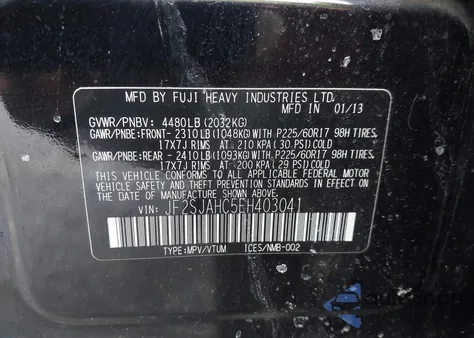 MFD BY FUJI HEAVY INDUSTRIES LTD.
MFD IN 01/13
GVWR/PNBV: 4480LB (2032KG)
GAWR/PNBE: FRONT- 2310LB (1048KG) WITH P225/60R17 98H TIRES,
17X7J RIMS AT 210 KPA (30 PSI) COLD
GAWR/PNBE: REAR - 2410LB (1093KG) WITH P225/60R17 98H TIRES,
17X7J RIMS AT 200 KPA (29 PSI) COLD
THIS VEHICLE CONFORMS TO ALL APPLICABLE
FEDERAL MOTOR VEHICLE SAFETY STANDARDS IN EFFECT
ON THE DATE OF MANUFACTURE SHOWN ABOVE.
VIN: JF2SJAHC5EH403041
TYPE:MPV/VTUM ICES/NMB-002